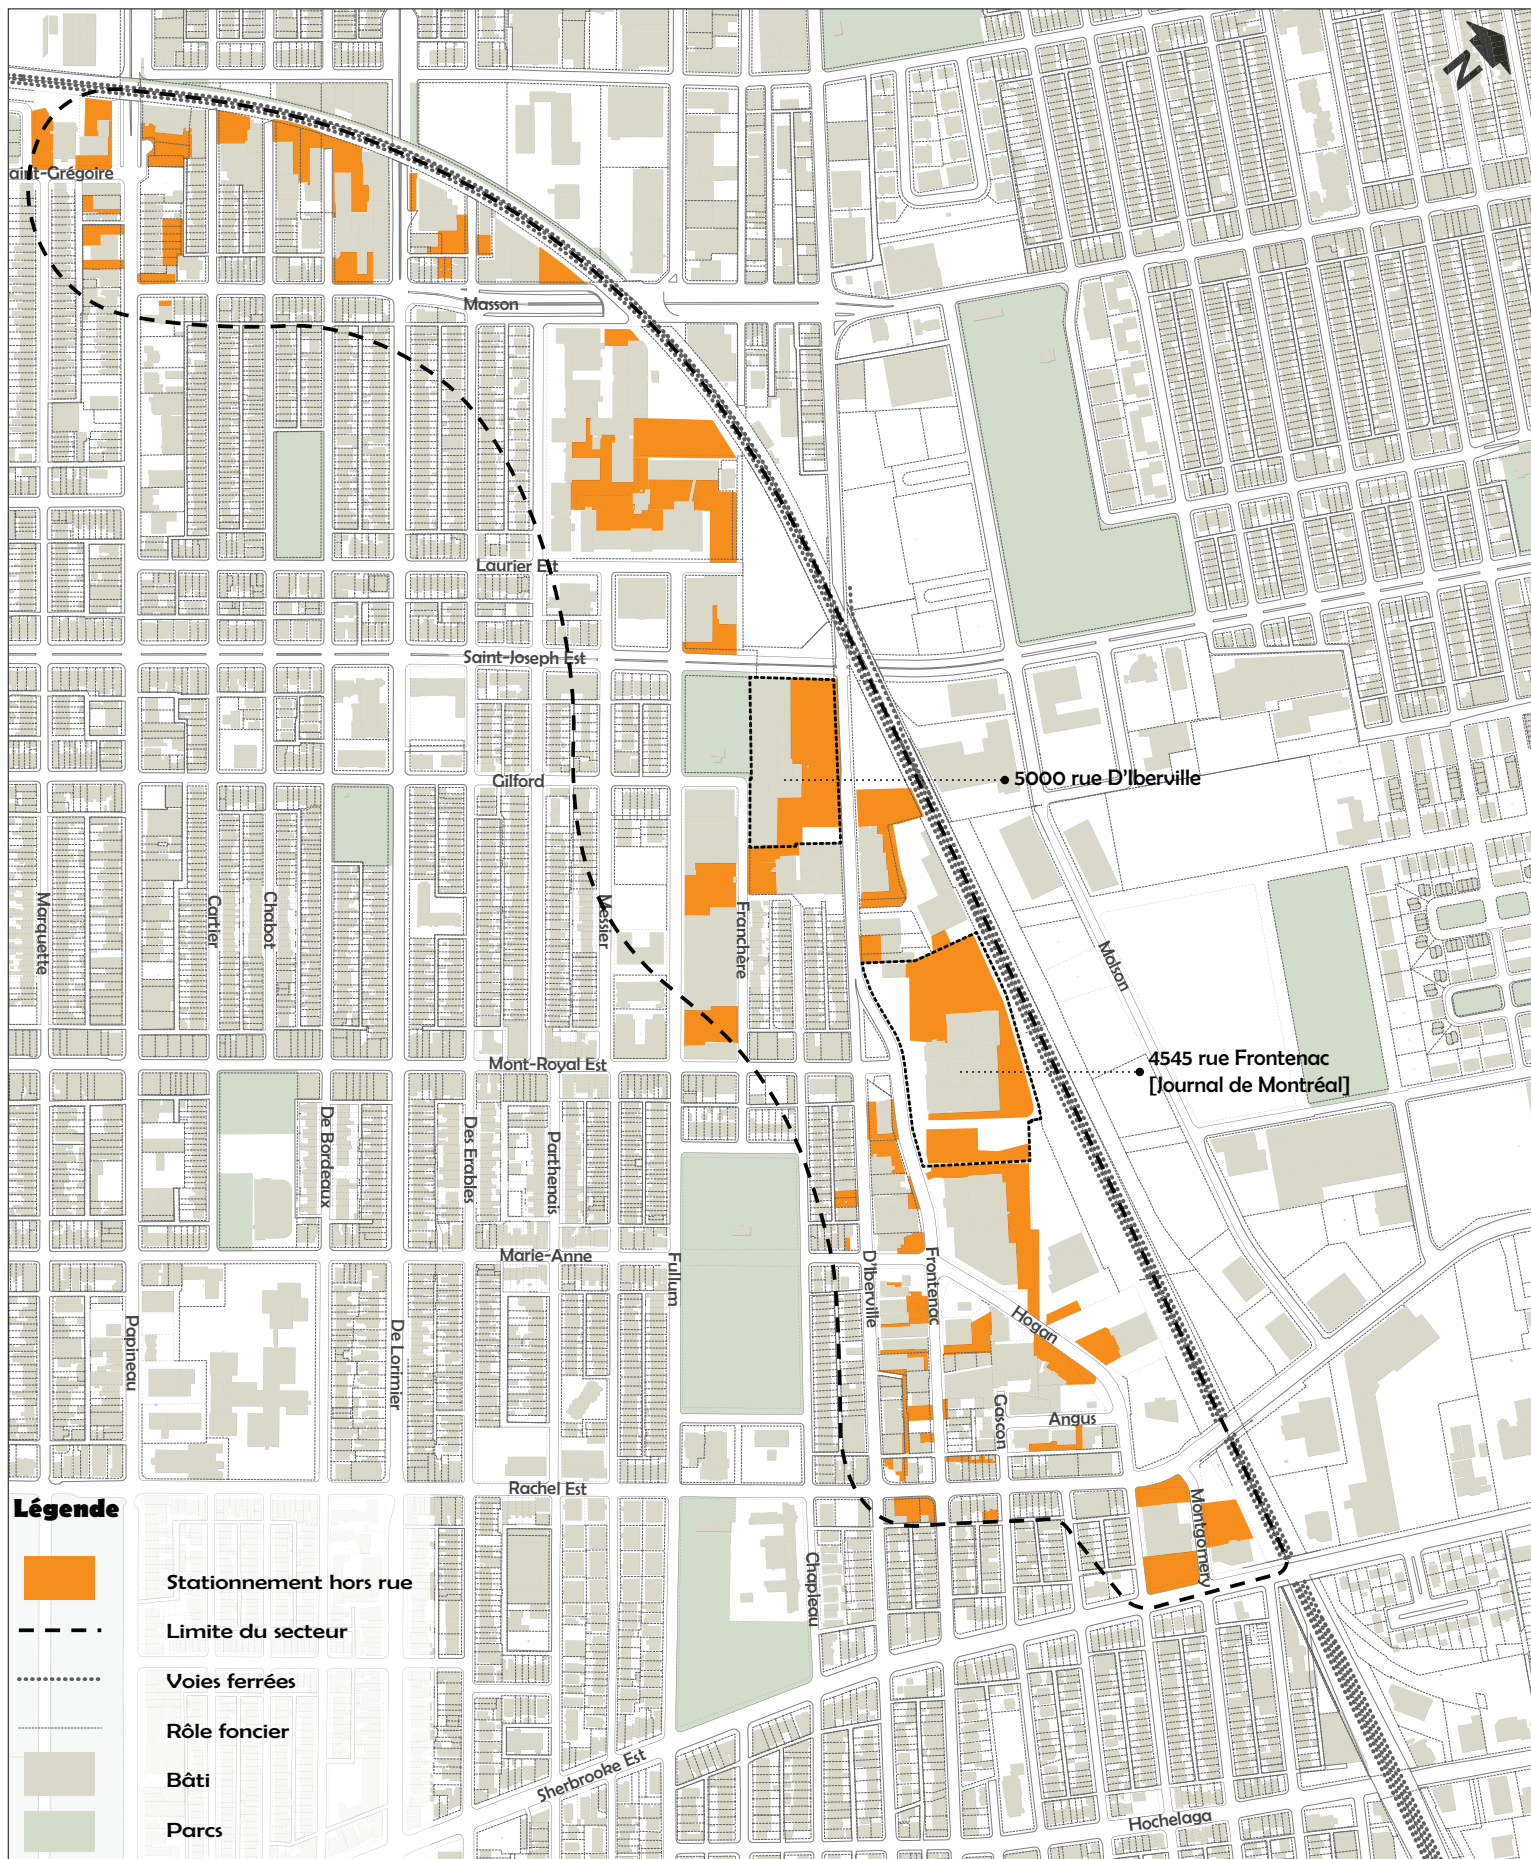 N
aint-Grégoire
Masson
Laurier Est
Saint-Joseph Est
Gilford
5000 rue D'Iberville
Marquette
Cartier
Chabot
Messier
Franchère
Molson
Mont-Royal Est
4545 rue Frontenac
[Journal de Montréal]
De Bordeaux
Des Erables
Parthenais
Marie-Anne
Fullum
D'Iberville
Frontenac
Hogan
Papineau
De Lorimier
Gascon
Angus
Rachel Est
Montgomery
Chapleau
Sherbrooke Est
Hochelaga
Légende
Stationnement hors rue
Limite du secteur
Voies ferrées
Rôle foncier
Bâti
Parcs